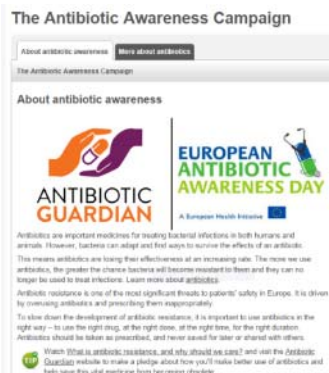 The Antibiotic Awareness Campaign
About antibiotic awareness
More about antibiotics
The Antibiotic Awareness Campaign
About antibiotic awareness
ANTIBIOTIC
GUARDIAN
EUROPEAN
ANTIBIOTIC
AWARENESS DAY
A European Health Initiative
Antibiotics are important medicines for treating bacterial infections in both humans and
animals. However, bacteria can adapt and find ways to survive the effects of an antibiotic.
This means antibiotics are losing their effectiveness at an increasing rate. The more we use
antibiotics, the greater the chance bacteria will become resistant to them and they can no
longer be used to treat infections. Learn more about antibiotics.
Antibiotic resistance is one of the most significant threats to patients' safety in Europe. It is driven
by overusing antibiotics and prescribing them inappropriately.
To slow down the development of antibiotic resistance, it is important to use antibiotics in the
right way – to use the right drug, at the right dose, at the right time, for the right duration.
Antibiotics should be taken as prescribed, and never saved for later or shared with others.
TIP
Watch What is antibiotic resistance, and why should we care? and visit the Antibiotic
Guardian website to make a pledge about how you'll make better use of antibiotics and
help save this vital medicine from becoming obsolete